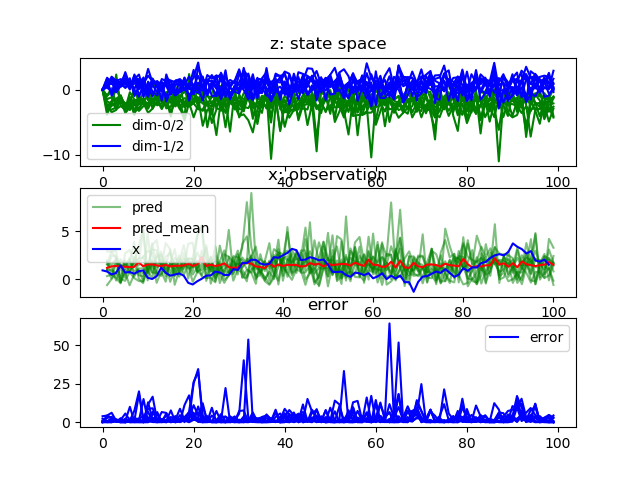 z: state space
0
−10
dim-0/2
dim-1/2
0 20 40 60 80 100
x: observation
5
0
pred
pred_mean
x
0 20 40 60 80 100
error
50
25
0
error
0 20 40 60 80 100